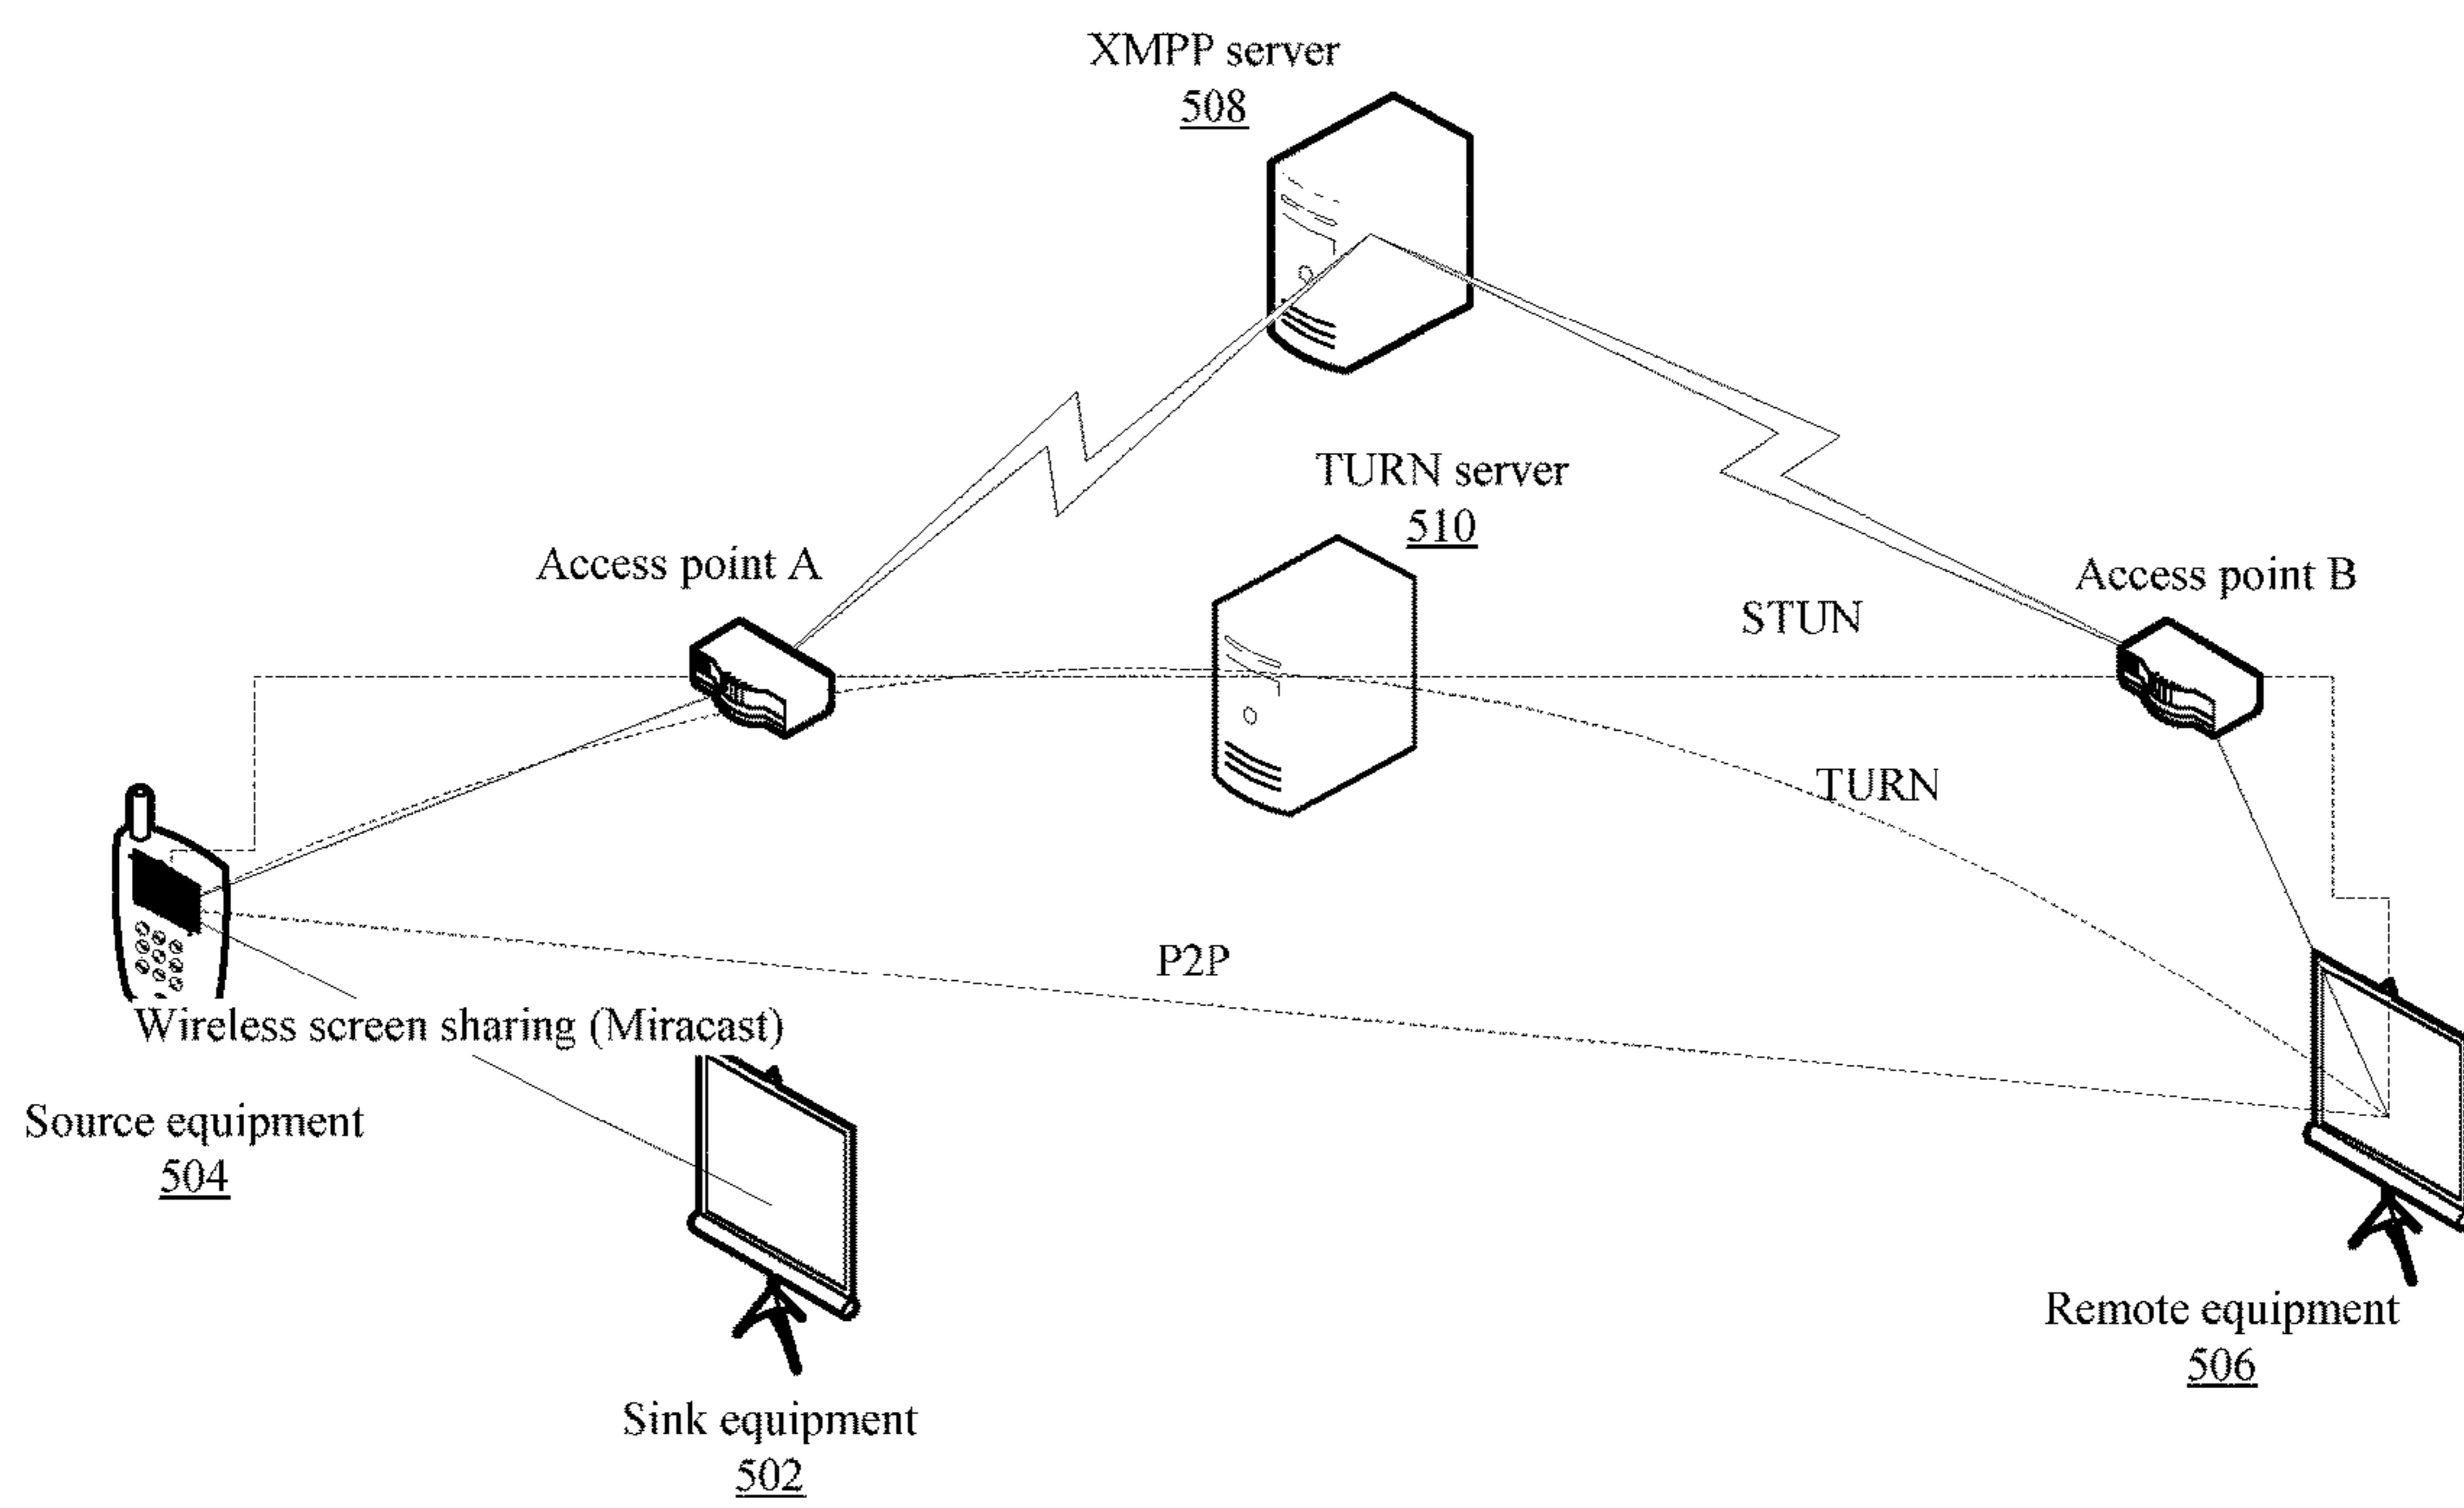 XMPP server
508
TURN server
510
Access point A
Access point B
STUN
TURN
P2P
Wireless screen sharing (Miracast)
Source equipment
504
Remote equipment
506
Sink equipment
502